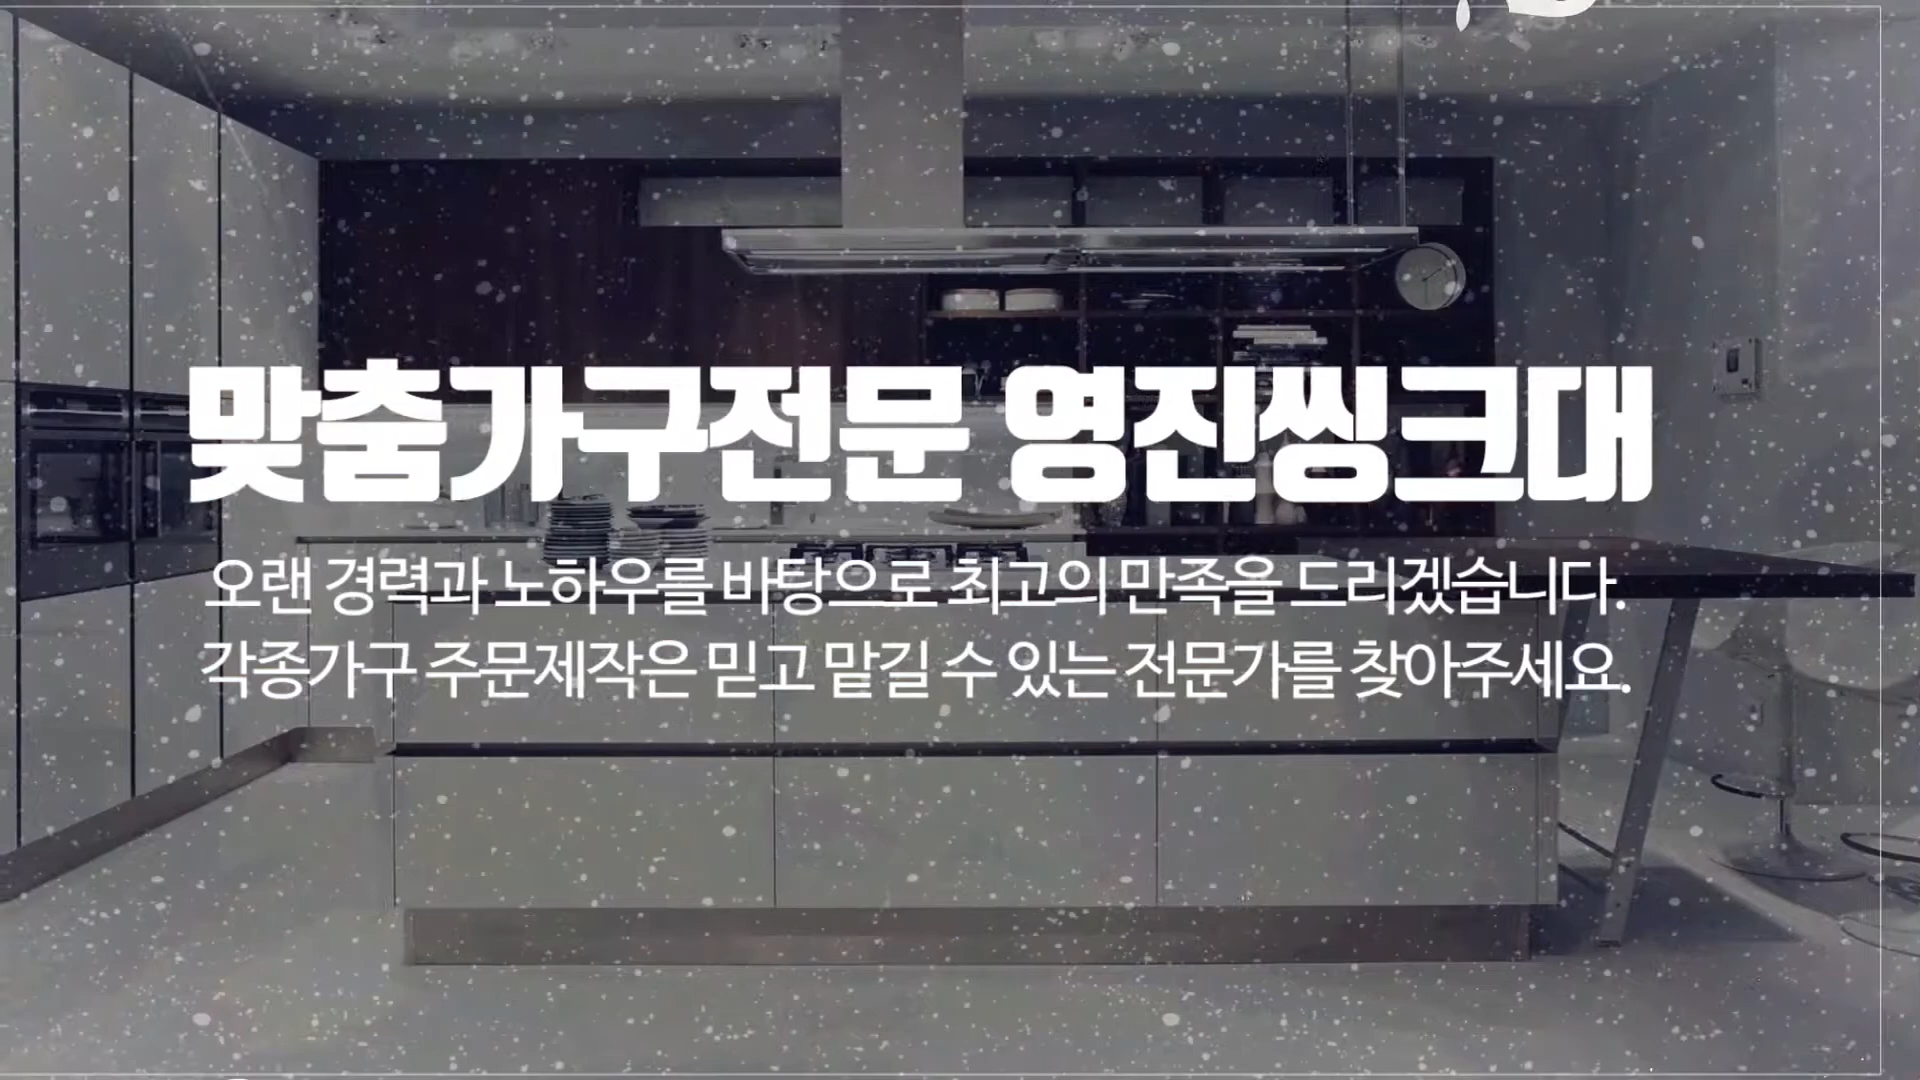 맞춤가구전문 영진씽크대
오랜 경력과 노하우를 바탕으로 최고의 만족을 드리겠습니다.
각종가구 주문제작은 믿고 맡길 수 있는 전문가를 찾아주세요.